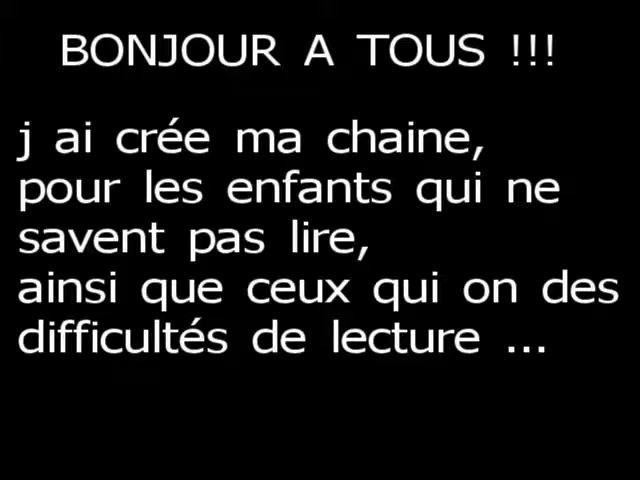 BONJOUR A TOUS !!!
j ai crée ma chaine,
pour les enfants qui ne
savent pas lire,
ainsi que ceux qui on des
difficultés de lecture ...